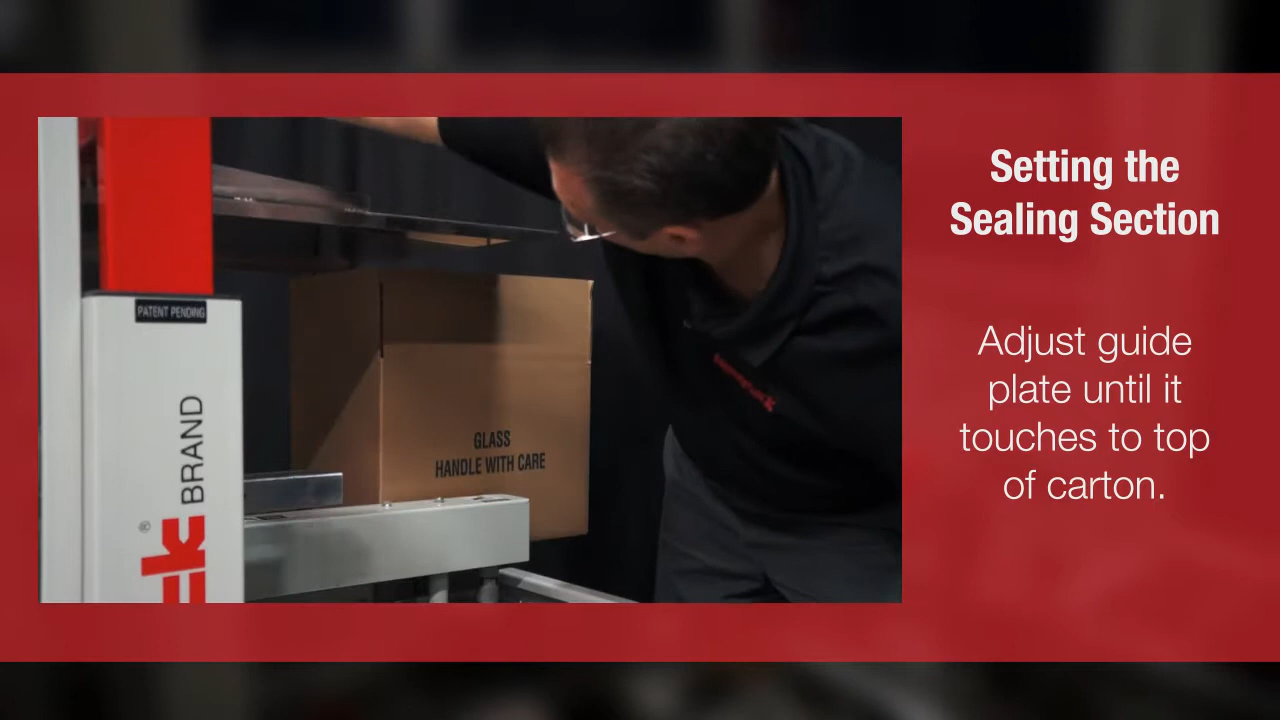 Setting the
Sealing Section
Adjust guide
plate until it
touches to top
of carton.
PATENT PENDING
BRAND
®
GLASS
HANDLE WITH CARE